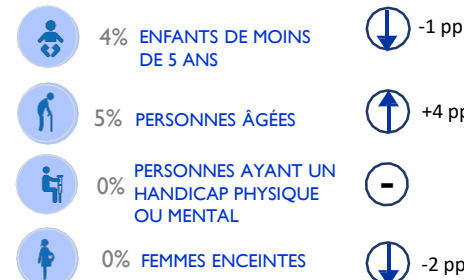 4% ENFANTS DE MOINS
DE 5 ANS
-1 pp
5% PERSONNES ÂGÉES
+4 pp
0% PERSONNES AYANT UN
HANDICAP PHYSIQUE
OU MENTAL
-
0% FEMMES ENCEINTES
-2 pp